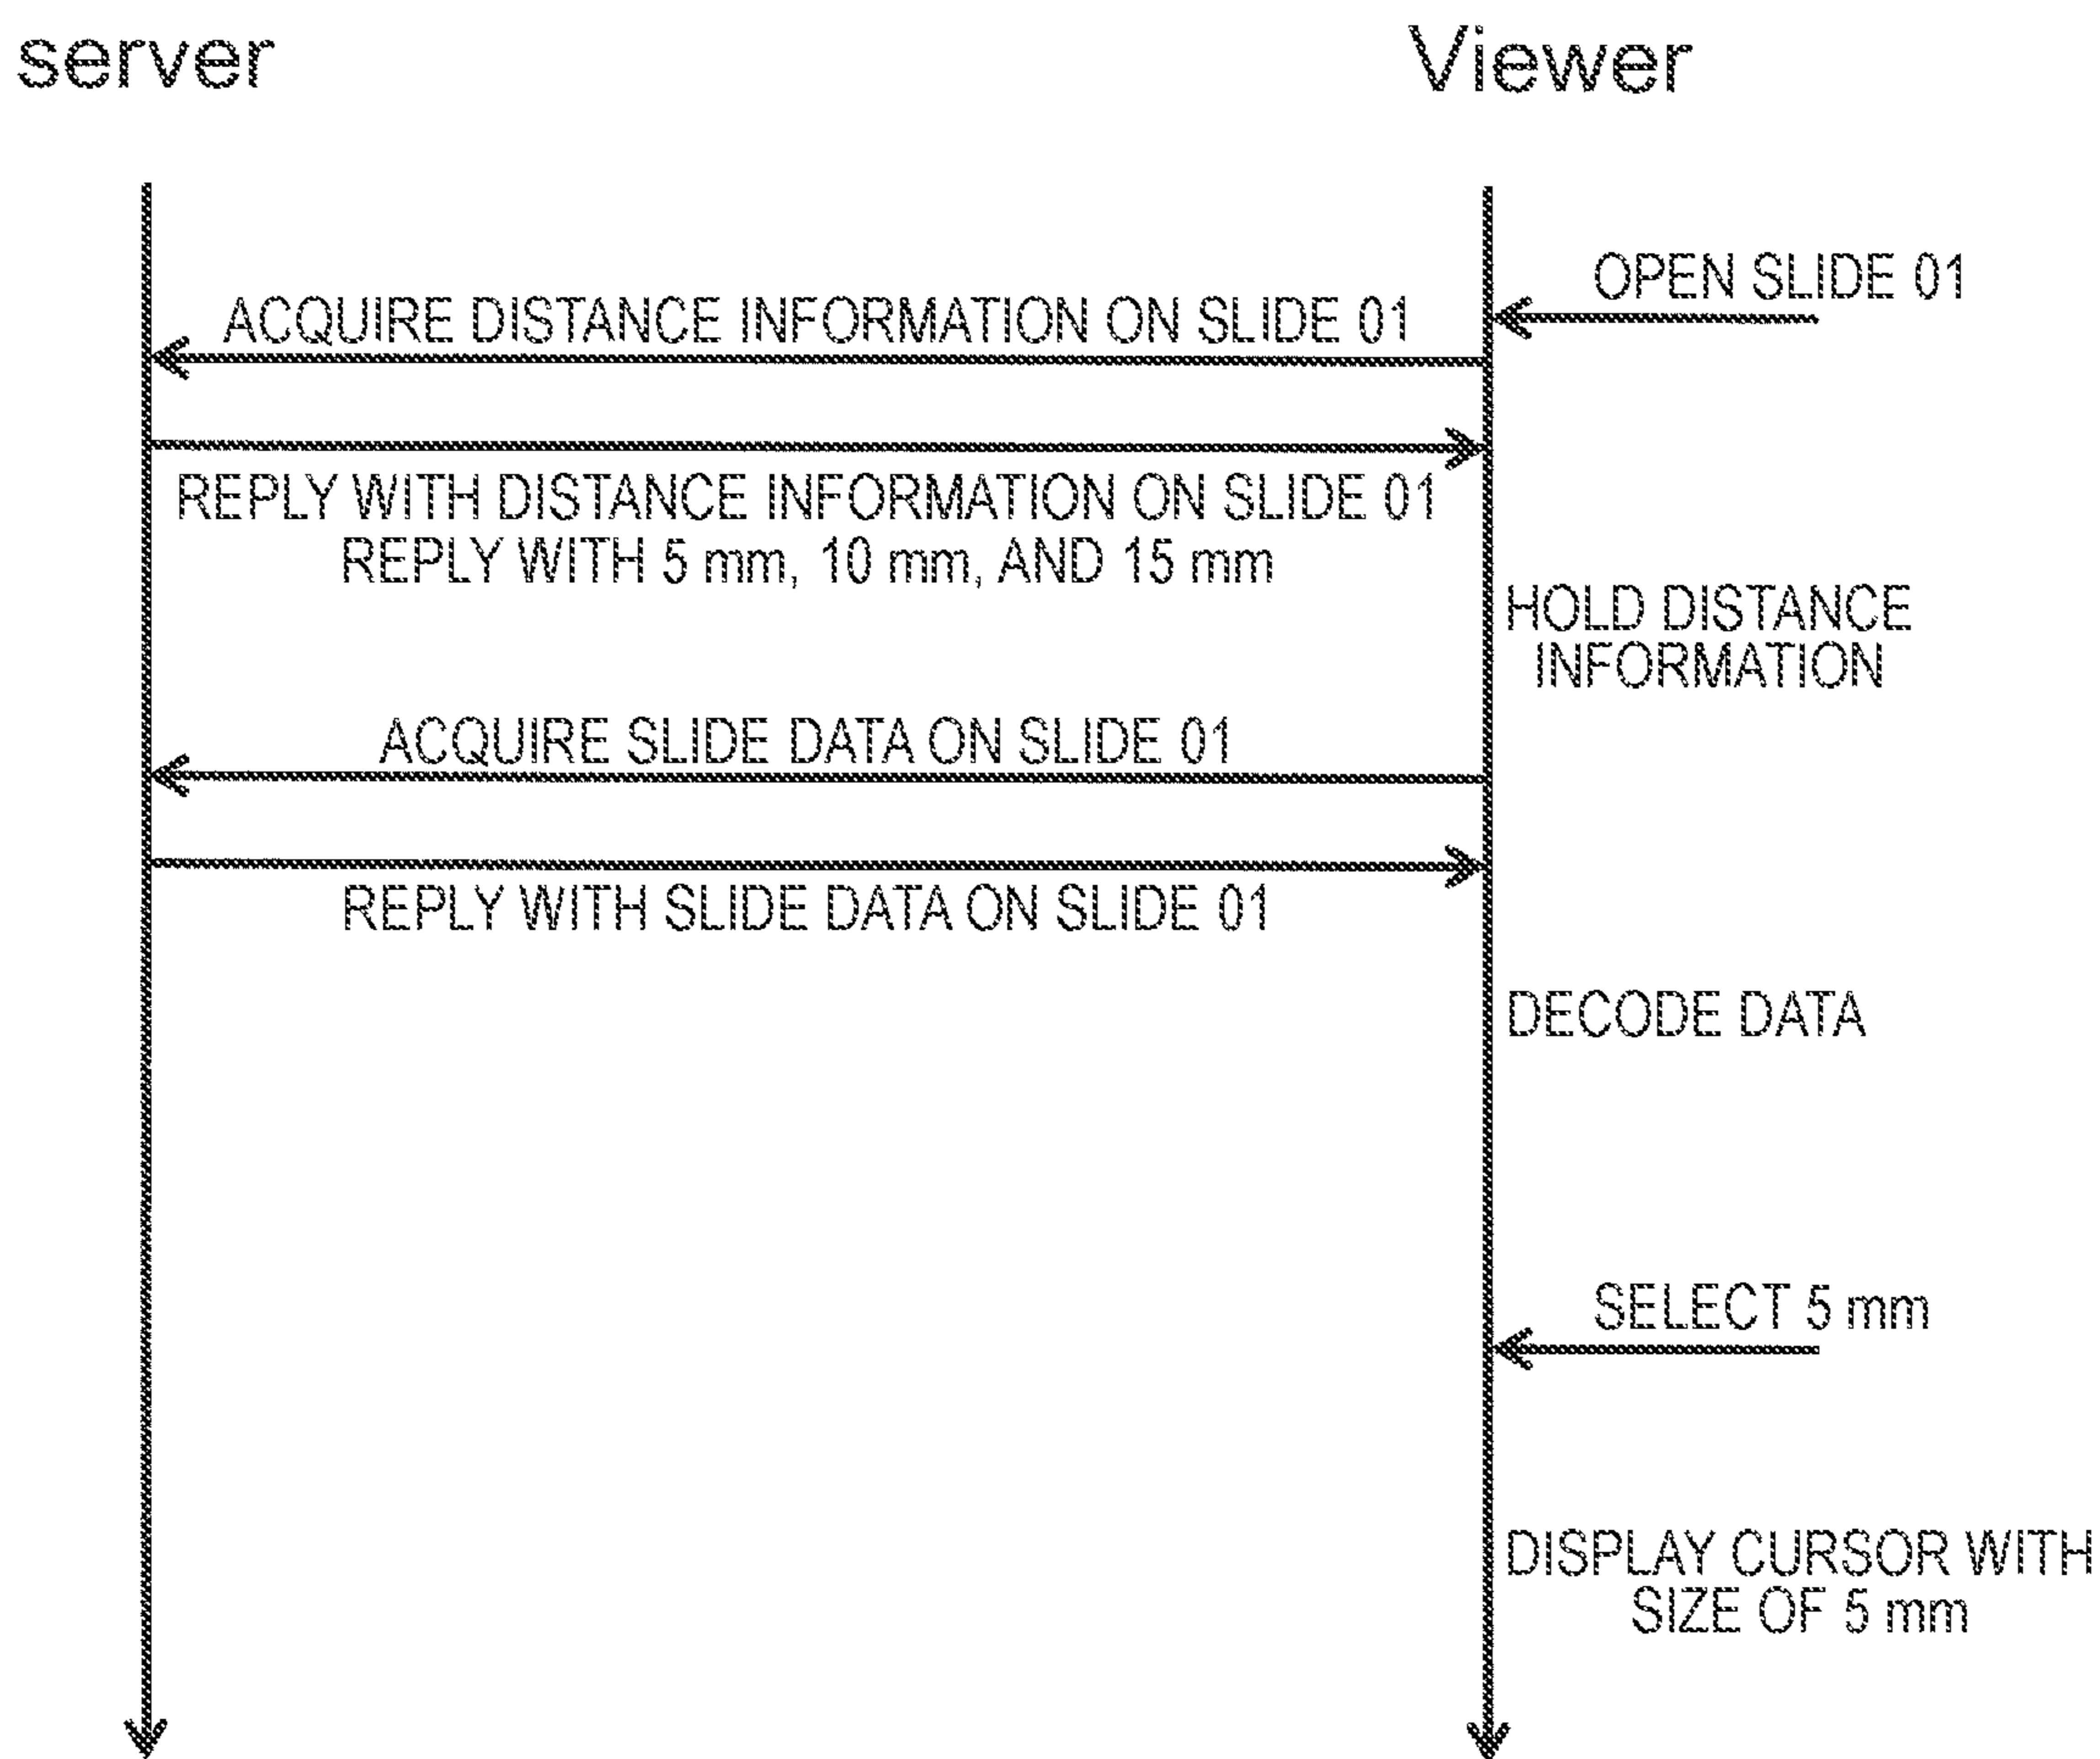 server
Viewer
OPEN SLIDE 01
ACQUIRE DISTANCE INFORMATION ON SLIDE 01
REPLY WITH DISTANCE INFORMATION ON SLIDE 01
REPLY WITH 5 mm, 10 mm, AND 15 mm
HOLD DISTANCE
INFORMATION
ACQUIRE SLIDE DATA ON SLIDE 01
REPLY WITH SLIDE DATA ON SLIDE 01
DECODE DATA
SELECT 5 mm
DISPLAY CURSOR WITH
SIZE OF 5 mm